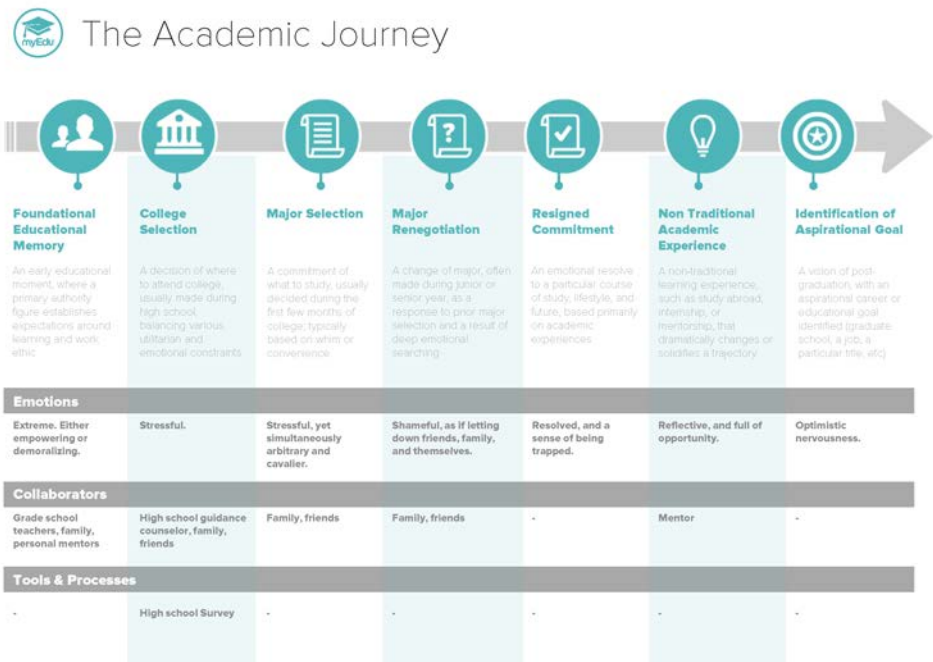 myEdu
The Academic Journey
?
Foundational
Educational
Memory
An early educational
moment, where a
primary authority
figure establishes
expectations around
learning and work
ethic
College
Selection
A decision of where
to attend college,
usually made during
high school,
balancing various,
utilitarian and
emotional constraints
Major Selection
A commitment of
what to study, usually
decided during the
first few months of
college; typically
based on whim or
convenience
Major
Renegotiation
A change of major, often
made during junior or
senior year, as a
response to prior major
selection and a result of
deep emotional
searching
Resigned
Commitment
An emotional resolve
to a particular course
of study, lifestyle, and
future, based primarily
on academic
experiences
Non Traditional
Academic
Experience
A non-traditional
learning experience,
such as study abroad,
internship, or
mentorship, that
dramatically changes or
solidifies a trajectory
Identification of
Aspirational Goal
A vision of post-
graduation, with an
aspirational career or
educational goal
identified (graduate
school, a job, a
particular title, etc)
Emotions
Extreme. Either
empowering or
demoralizing.
Stressful.
Stressful, yet
simultaneously
arbitrary and
cavalier.
Shameful, as if letting
down friends, family,
and themselves.
Resolved, and a
sense of being
trapped.
Reflective, and full of
opportunity.
Optimistic
nervousness.
Collaborators
Grade school
teachers, family,
personal mentors
High school guidance
counselor, family,
friends
Family, friends
Family, friends
-
Mentor
-
Tools & Processes
-
High school Survey
-
-
-
-
-